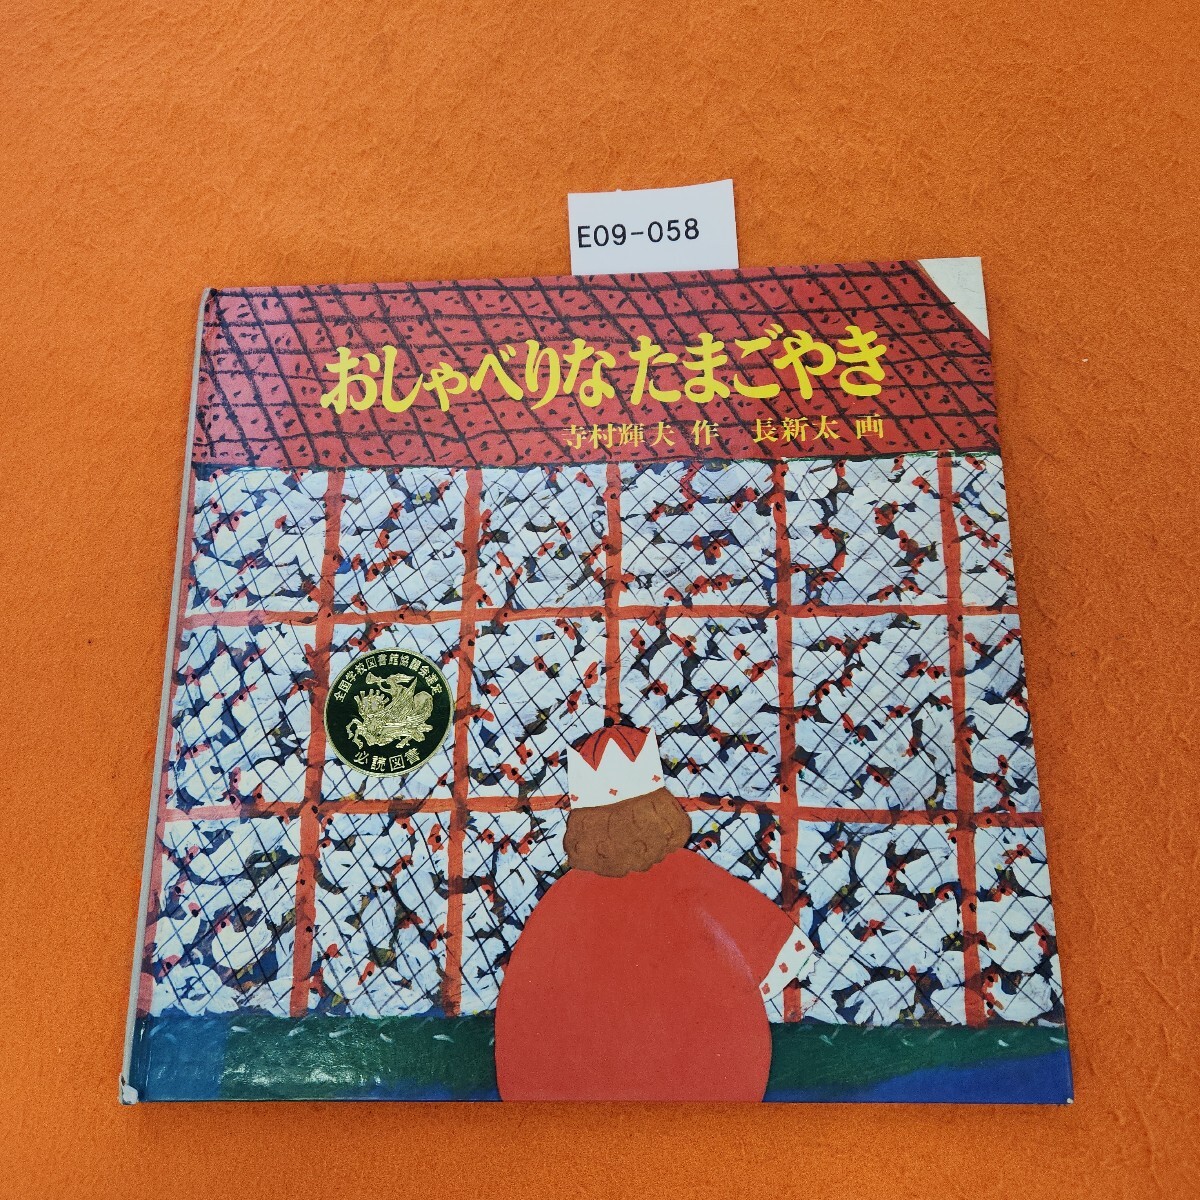 E09-058
おしゃべりなたまごやき
寺村輝夫 作 長新太 画
全国学校図書館協議会選定
必読図書